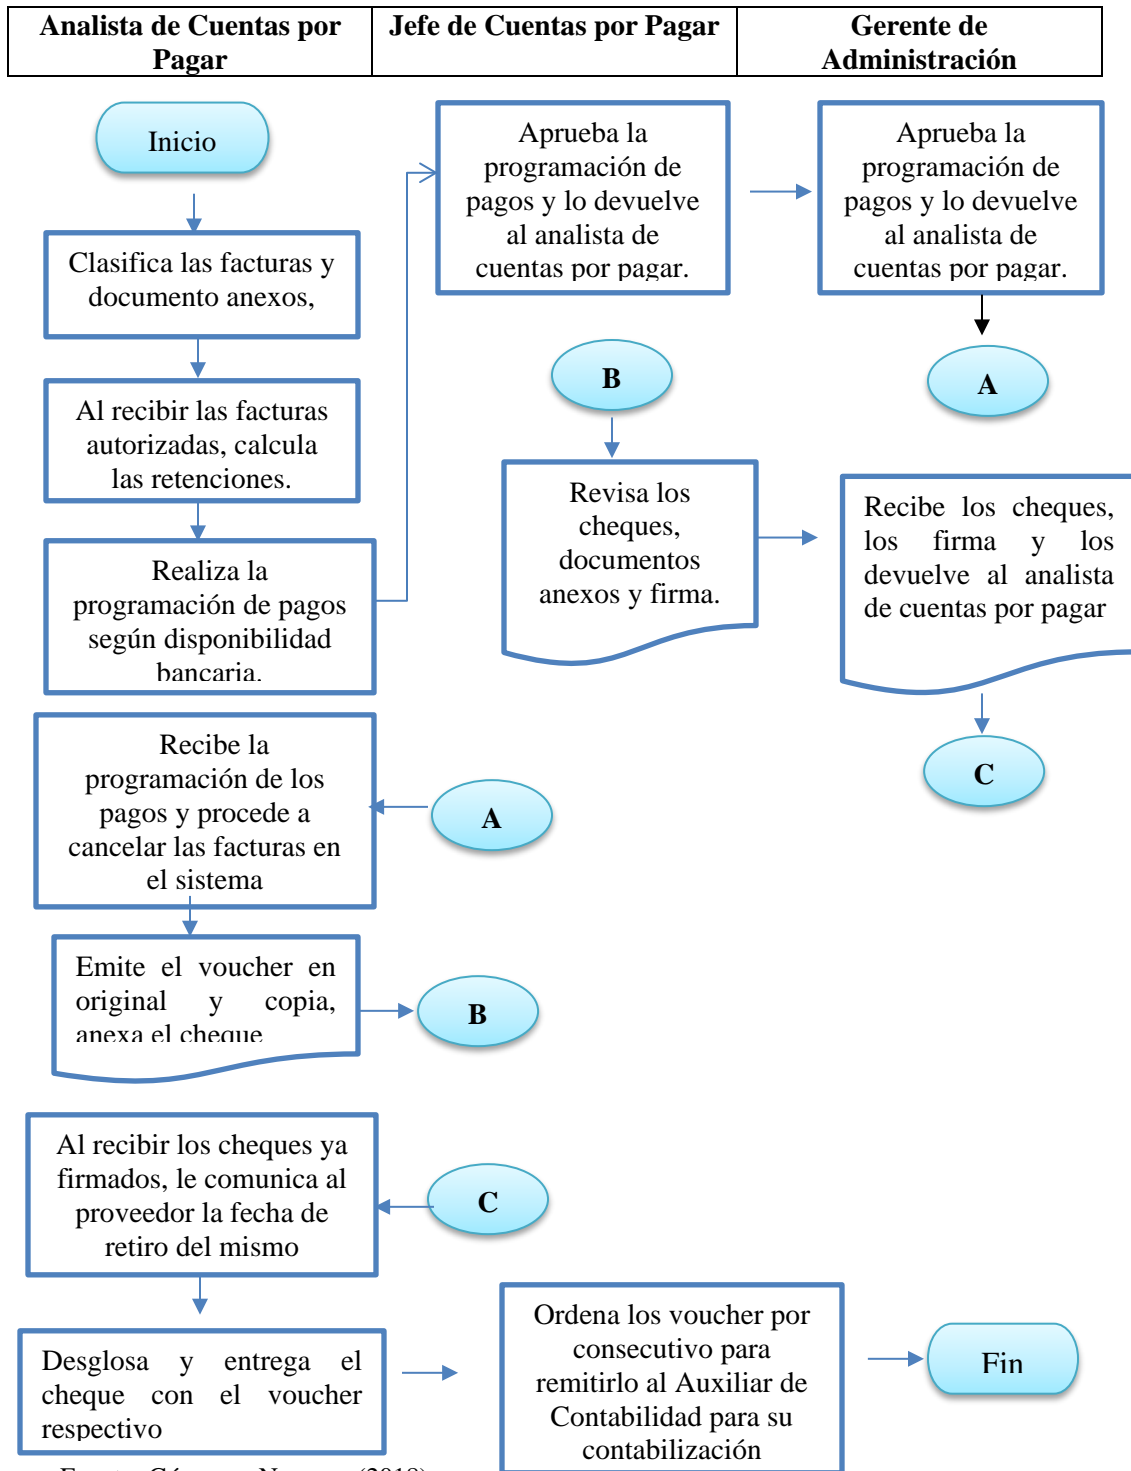 Analista de Cuentas por
Pagar
Jefe de Cuentas por Pagar
Gerente de
Administración
Inicio
Clasifica las facturas y
documento anexos,
Al recibir las facturas
autorizadas, calcula
las retenciones.
Realiza la
programación de pagos
según disponibilidad
bancaria.
Aprueba la
programación de
pagos y lo devuelve
al analista de
cuentas por pagar.
Aprueba la
programación de
pagos y lo devuelve
al analista de
cuentas por pagar.
A
B
Revisa los
cheques,
documentos
anexos y firma.
Recibe los cheques,
los firma y los
devuelve al analista
de cuentas por pagar
C
Recibe la
programación de los
pagos y procede a
cancelar las facturas en
el sistema
A
Emite el voucher en
original y copia,
anexa el cheque
B
Al recibir los cheques ya
firmados, le comunica al
proveedor la fecha de
retiro del mismo
C
Desglosa y entrega el
cheque con el voucher
respectivo
Ordena los voucher por
consecutivo para
remitirlo al Auxiliar de
Contabilidad para su
contabilización
Fin